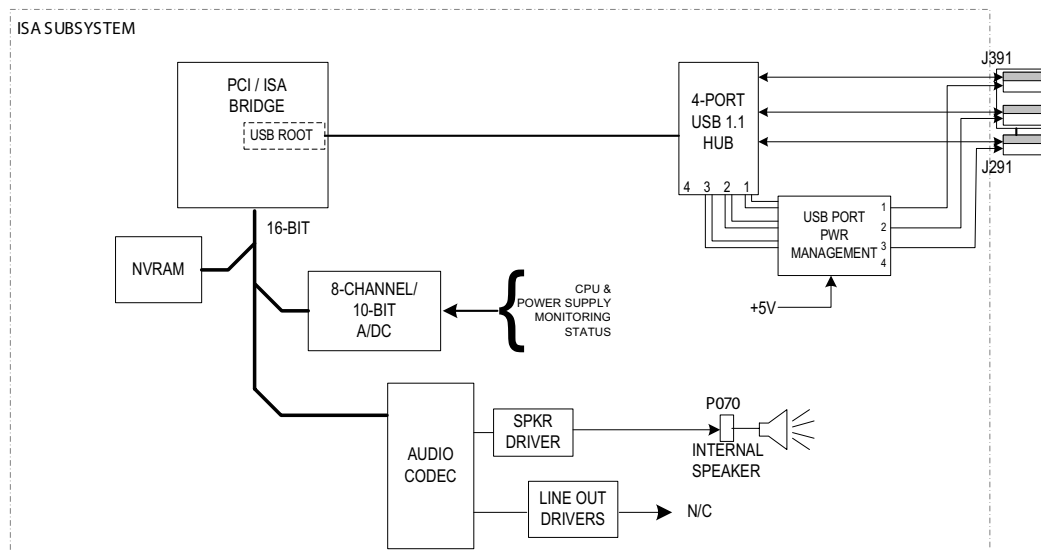 ISA SUBSYSTEM
PCI / ISA
BRIDGE
USB ROOT
4-PORT
USB 1.1
HUB
4 3 2 1
J391
J291
USB PORT
PWR
MANAGEMENT
1
2
3
4
+5V
16-BIT
NVRAM
8-CHANNEL/
10-BIT
A/DC
CPU &
POWER SUPPLY
MONITORING
STATUS
AUDIO
CODEC
SPKR
DRIVER
P070
INTERNAL
SPEAKER
LINE OUT
DRIVERS
N/C